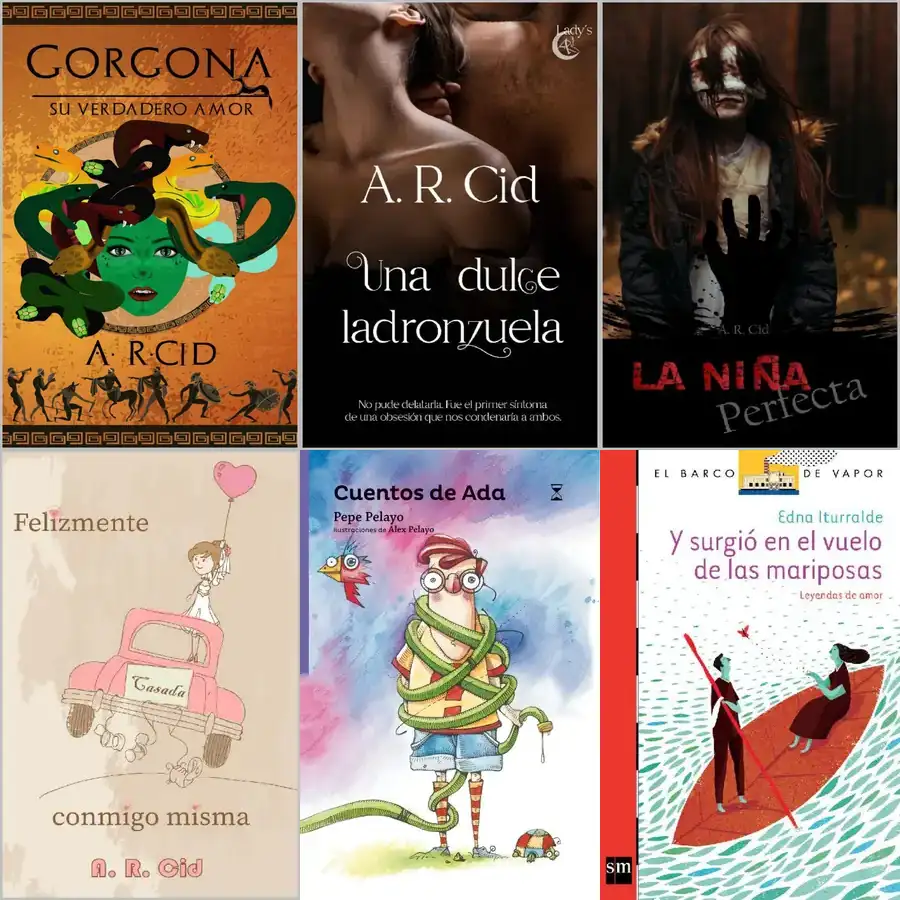 GORGONA
SU VERDADERO AMOR
A. R. CID
Lady's
A. R. Cid
Una dulce
ladronzuela
No pude delatarla. Fue el primer síntoma
de una obsesión que nos condenaría a ambos.
A. R. Cid
LA NIÑA
Perfecta
Felizmente
Casada
conmigo misma
A. R. Cid
Cuentos de Ada
Pepe Pelayo
Ilustraciones de Álex Pelayo
EL BARCO DE VAPOR
Edna Iturralde
Y surgió en el vuelo
de las mariposas
Leyendas de amor
sm